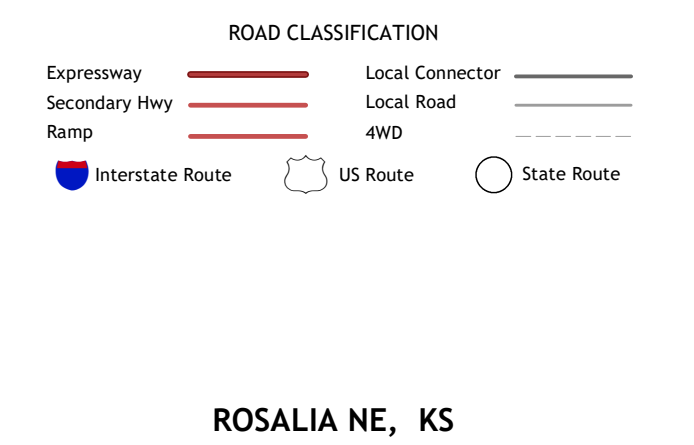 ROAD CLASSIFICATION
Expressway
Secondary Hwy
Ramp
Local Connector
Local Road
4WD
Interstate Route
US Route
State Route
ROSALIA NE, KS